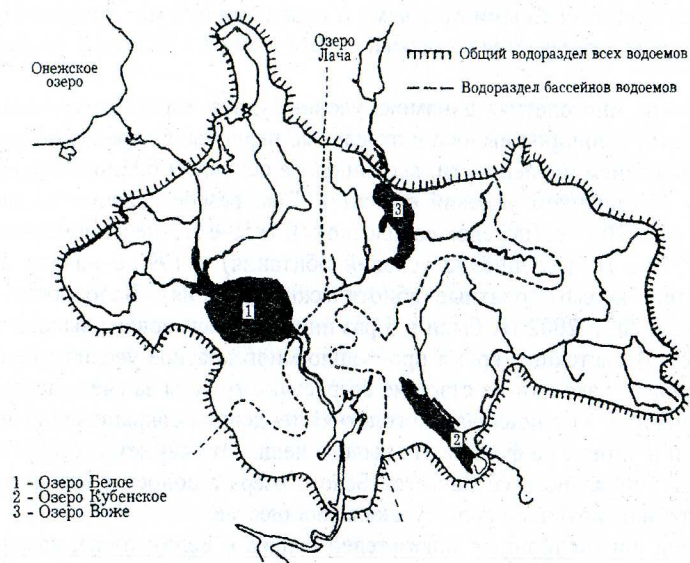 Онежское
озеро
Озеро
Лача
Общий водораздел всех водоемов
Водораздел бассейнов водоемов
3
1
2
1 - Озеро Белое
2 - Озеро Кубенское
3 - Озеро Воже